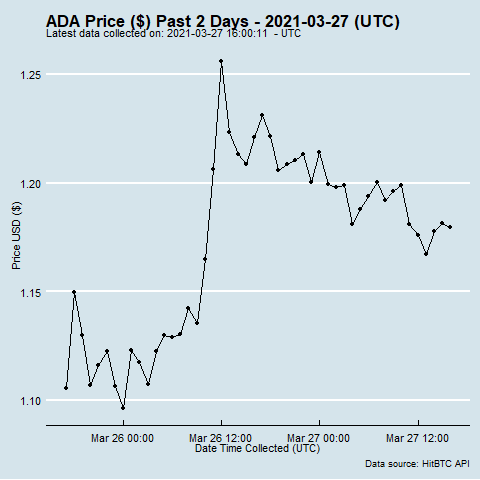 ADA Price ($) Past 2 Days - 2021-03-27 (UTC)
Latest data collected on: 2021-03-27 16:00:11  - UTC
1.25
1.20
1.15
1.10
Price USD ($)
Mar 26 00:00
Mar 26 12:00
Mar 27 00:00
Mar 27 12:00
Date Time Collected (UTC)
Data source: HitBTC API